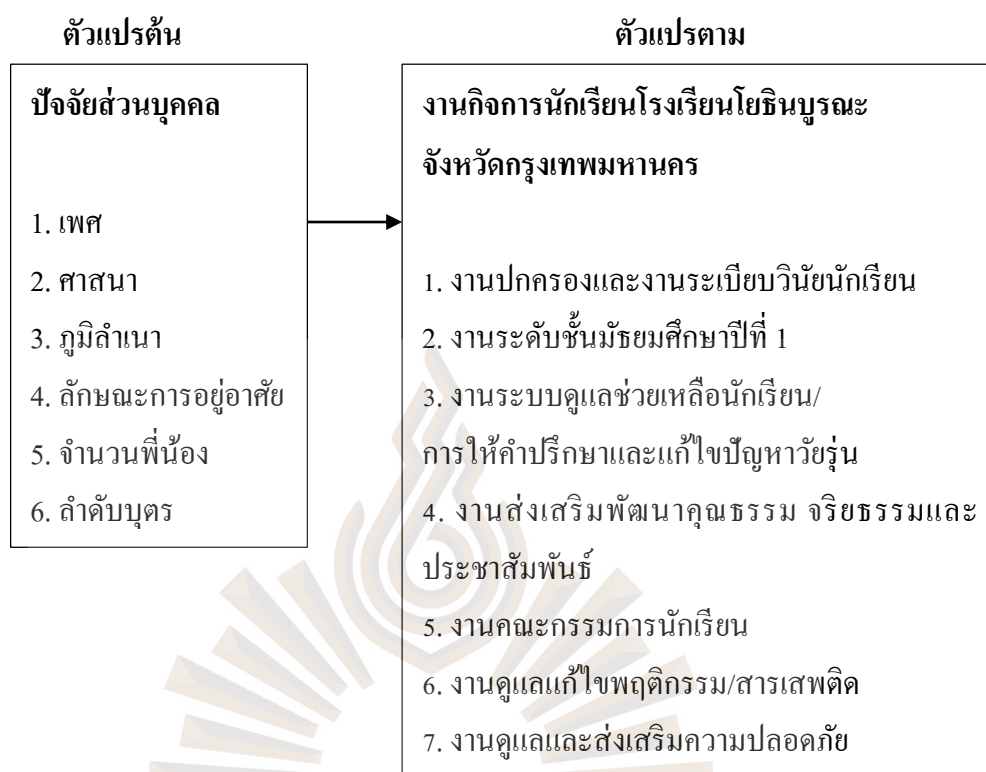 ตัวแปรต้น
ปัจจัยส่วนบุคคล
1. เพศ
2. ศาสนา
3. ภูมิลำเนา
4. ลักษณะการอยู่อาศัย
5. จำนวนพี่น้อง
6. ลำดับบุตร
ตัวแปรตาม
งานกิจการนักเรียนโรงเรียนโยธินบูรณะ
จังหวัดกรุงเทพมหานคร
1. งานปกครองและงานระเบียบวินัยนักเรียน
2. งานระดับชั้นมัธยมศึกษาปีที่ 1
3. งานระบบดูแลช่วยเหลือนักเรียน/
การให้คำปรึกษาและแก้ไขปัญหาวัยรุ่น
4. งานส่งเสริมพัฒนาคุณธรรม จริยธรรมและ
ประชาสัมพันธ์
5. งานคณะกรรมการนักเรียน
6. งานดูแลแก้ไขพฤติกรรม/สารเสพติด
7. งานดูแลและส่งเสริมความปลอดภัย